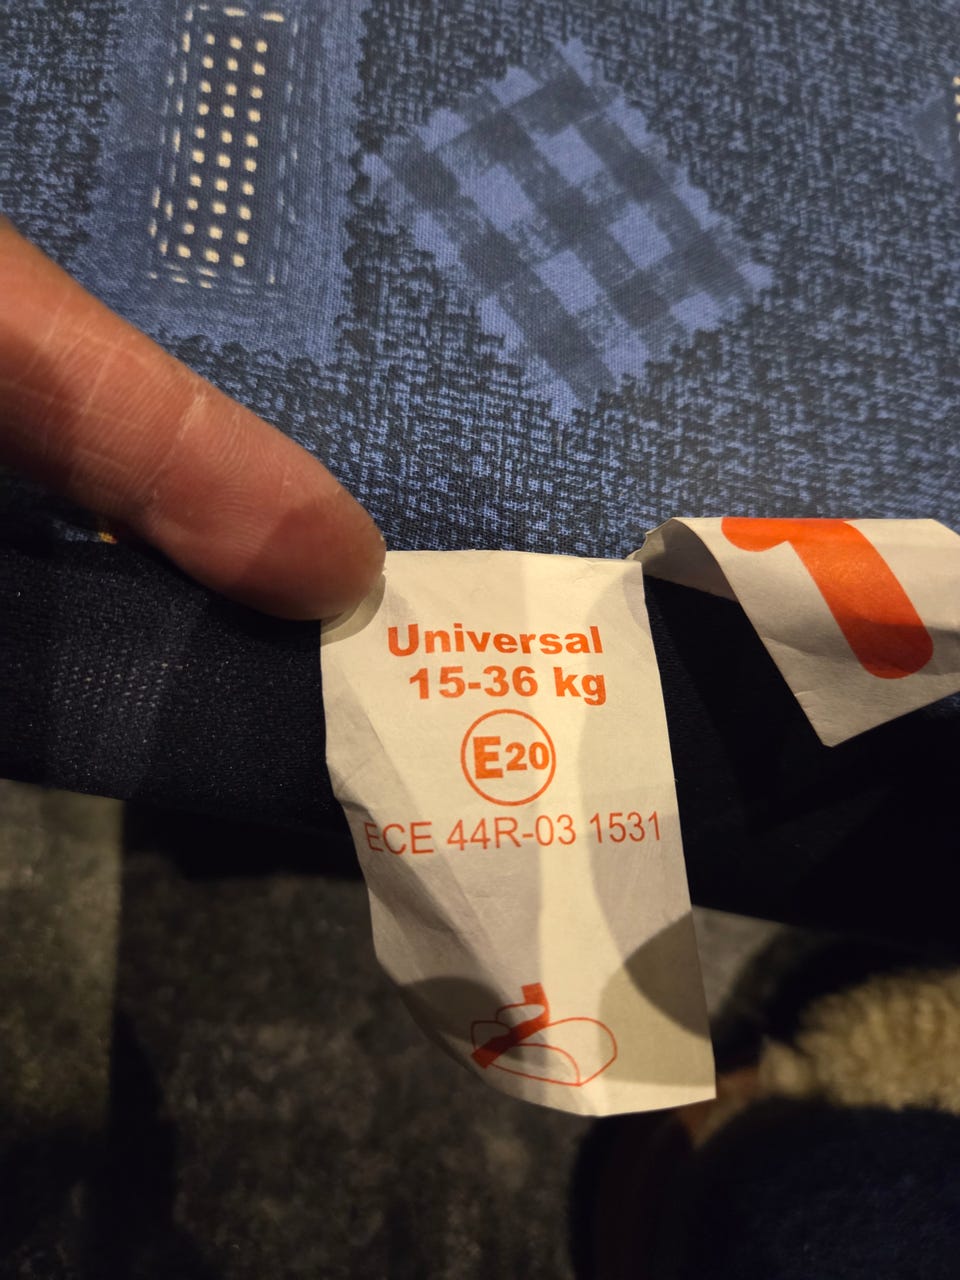 Universal
15-36 kg
E20
ECE 44R-03 1531